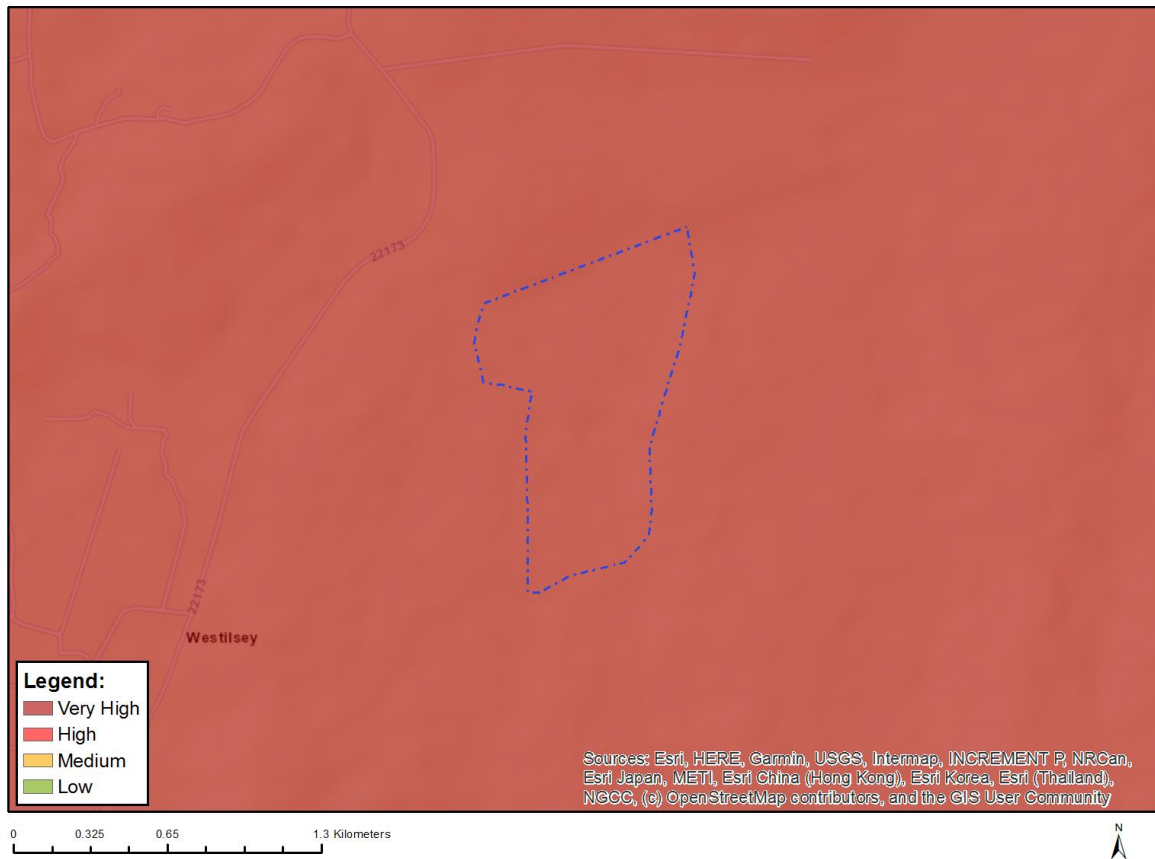 22173
22173
Westilsey
Legend:
Very High
High
Medium
Low
Sources: Esri, HERE, Garmin, USGS, Intermap, INCREMENT P, NRCan,
Esri Japan, METI, Esri China (Hong Kong), Esri Korea, Esri (Thailand),
NGCC, (c) OpenStreetMap contributors, and the GIS User Community
0 0.325 0.65 1.3 Kilometers
N